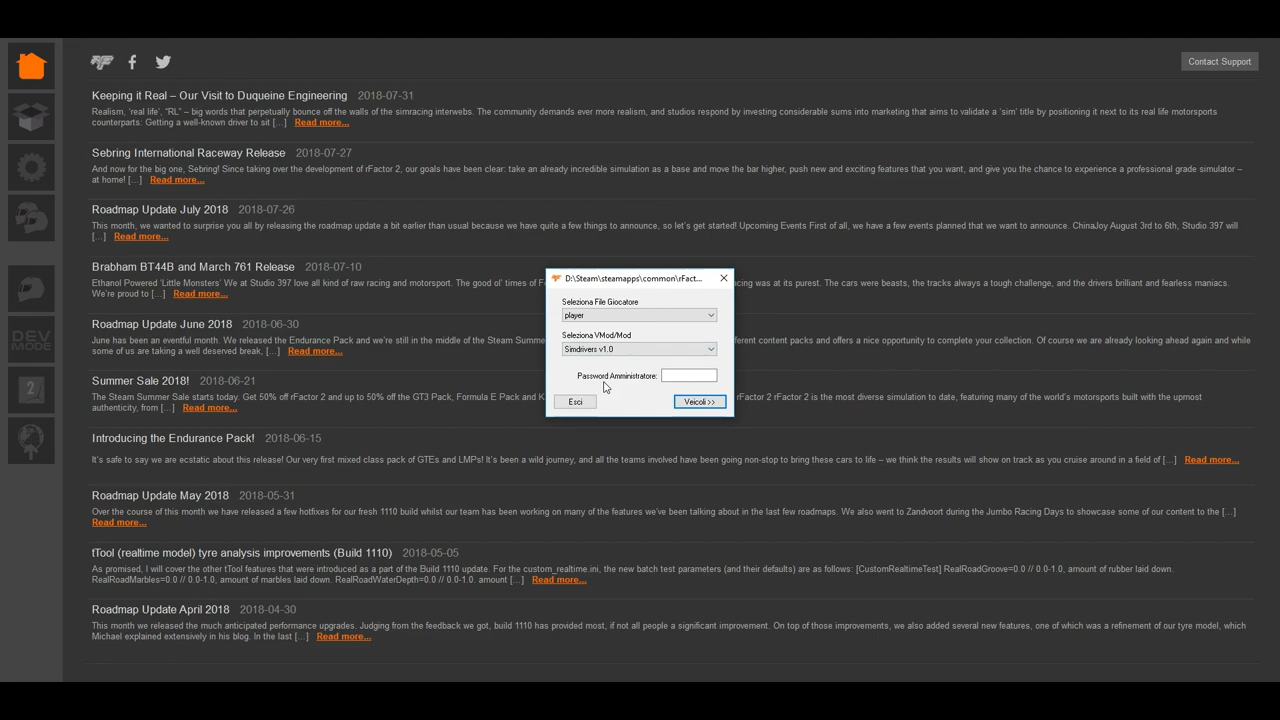 Contact Support
Keeping it Real – Our Visit to Duqueine Engineering 2018-07-31
Realism, ‘real life’, “RL” – big words that perpetually bounce off the walls of the simracing interwebs. The community demands ever more realism, and studios respond by investing considerable sums into marketing that aims to validate a ‘sim’ title by positioning it next to its real life motorsports
counterparts: Getting a well-known driver to sit [...] Read more...
Sebring International Raceway Release 2018-07-27
And now for the big one, Sebring! Since taking over the development of rFactor 2, our goals have been clear: take an already incredible simulation as a base and move the bar higher, push new and exciting features that you want, and give you the chance to experience a professional grade simulator –
at home! [...] Read more...
Roadmap Update July 2018 2018-07-26
This month, we wanted to surprise you all by releasing the roadmap update a bit earlier than usual because we have quite a few things to announce, so let’s get started! Upcoming Events First of all, we have a few events planned that we want to announce. ChinaJoy August 3rd to 6th, Studio 397 will
[...] Read more...
Brabham BT44B and March 761 Release 2018-07-10
Ethanol Powered ‘Little Monsters’ We at Studio 397 love all kind of raw racing and motorsport. The good ol’ times of F
cing was at its purest. The cars were beasts, the tracks always a tough challenge, and the drivers brilliant and fearless maniacs.
We’re proud to [...] Read more...
Roadmap Update June 2018 2018-06-30
June has been an eventful month. We released the Endurance Pack and we’re still in the middle of the Steam Summe
erent content packs and offers a nice opportunity to complete your collection. Of course we are already looking ahead again and while
some of us are taking a well deserved break, [...] Read more...
Summer Sale 2018! 2018-06-21
The Steam Summer Sale starts today. Get 50% off rFactor 2 and up to 50% off the GT3 Pack, Formula E Pack and K
Factor 2 rFactor 2 is the most diverse simulation to date, featuring many of the world’s motorsports built with the upmost
authenticity, from [...] Read more...
Introducing the Endurance Pack! 2018-06-15
It’s safe to say we are ecstatic about this release! Our very first mixed class pack of GTEs and LMPs! It’s been a wild journey, and all the teams involved have been going non-stop to bring these cars to life – we think the results will show on track as you cruise around in a field of [...] Read more...
Roadmap Update May 2018 2018-05-31
Over the course of this month we have released a few hotfixes for our fresh 1110 build whilst our team has been working on many of the features we’ve been talking about in the last few roadmaps. We also went to Zandvoort during the Jumbo Racing Days to showcase some of our content to the [...]
Read more...
tTool (realtime model) tyre analysis improvements (Build 1110) 2018-05-05
As promised, I will cover the other tTool features that were introduced as a part of the Build 1110 update. For the custom_realtime.ini, the new batch test parameters (and their defaults) are as follows: [CustomRealtimeTest] RealRoadGroove=0.0 // 0.0-1.0, amount of rubber laid down.
RealRoadMarbles=0.0 // 0.0-1.0, amount of marbles laid down. RealRoadWaterDepth=0.0 // 0.0-1.0. amount [...] Read more...
Roadmap Update April 2018 2018-04-30
This month we released the much anticipated performance upgrades. Judging from the feedback we got, build 1110 has provided most, if not all people a significant improvement. On top of those improvements, we also added several new features, one of which was a refinement of our tyre model, which
Michael explained extensively in his blog. In the last [...] Read more...
DEV
MODE
2
D:\Steam\steamapps\common\rFact...
Seleziona File Giocatore
player
Seleziona VMod/Mod
Simdrivers v1.0
Password Amministratore:
Esci
Veicoli >>